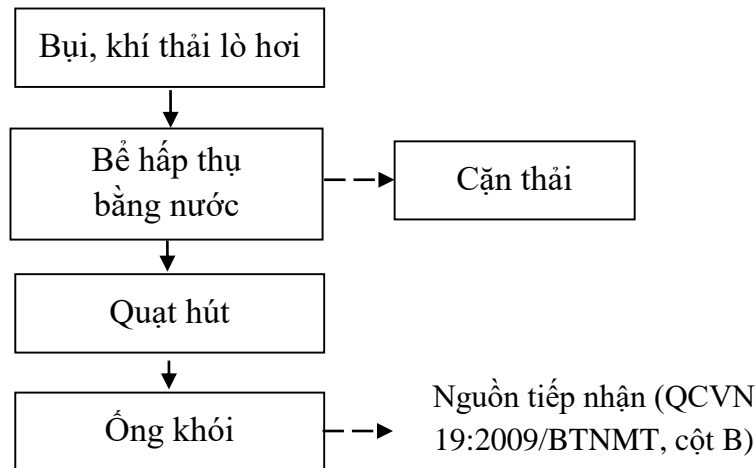 Bụi, khí thải lò hơi
Bể hấp thụ
bằng nước
Cặn thải
Quạt hút
Ống khói
Nguồn tiếp nhận (QCVN
19:2009/BTNMT, cột B)